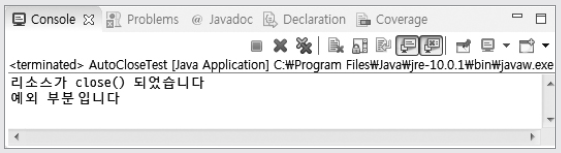 Console Problems @ Javadoc Declaration Coverage
<terminated> AutoCloseTest [Java Application] C:₩Program Files₩Java₩jre-10.0.1₩bin₩javaw.exe
리소스가 close() 되었습니다
예외 부분입니다